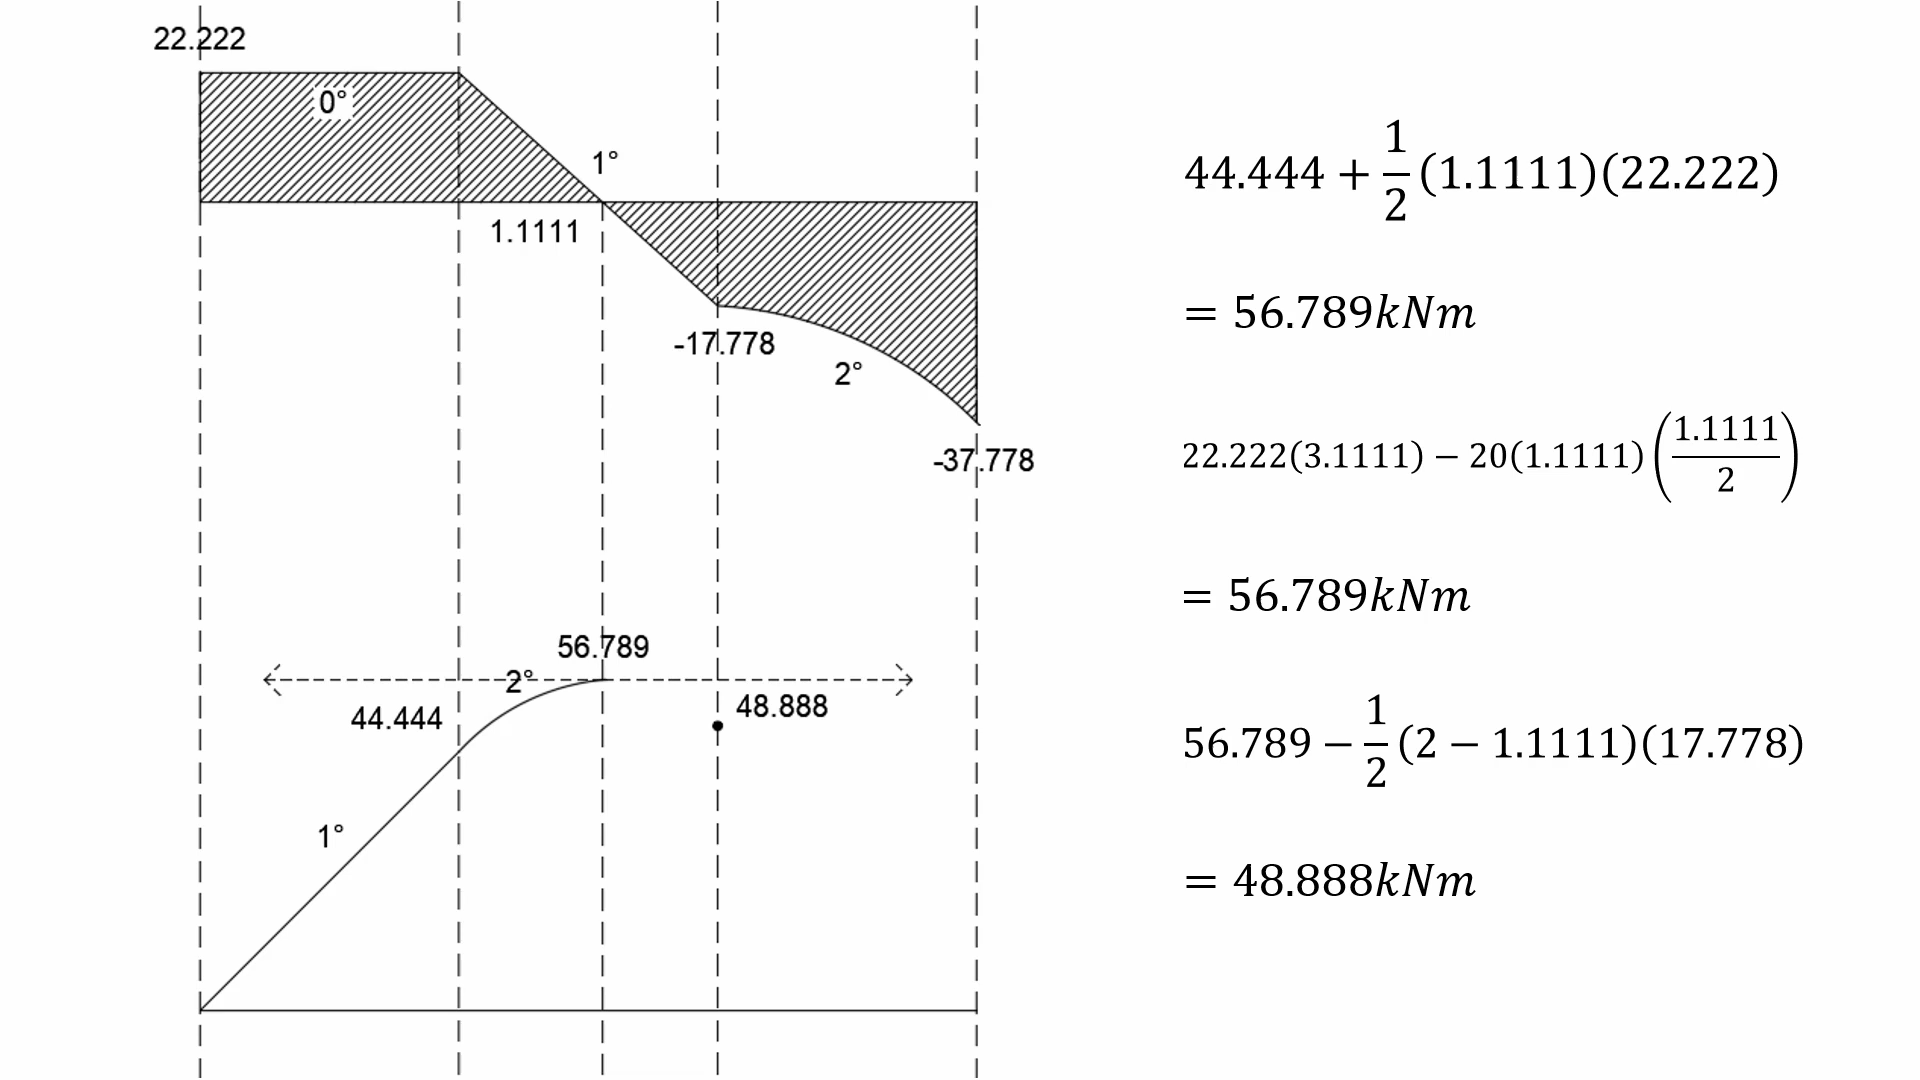 22.222
0°
1°
1.1111
-17.778
2°
-37.778
56.789
2°
48.888
44.444
1°
44.444 + 1/2 (1.1111)(22.222)
= 56.789kNm
22.222(3.1111) − 20(1.1111) (1.1111/2)
= 56.789kNm
56.789 − 1/2 (2 − 1.1111)(17.778)
= 48.888kNm